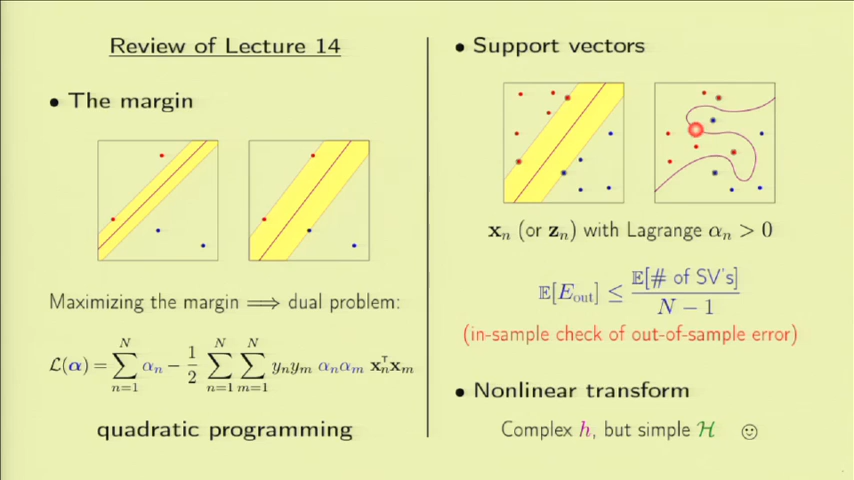 Review of Lecture 14
• The margin
Maximizing the margin ⟹ dual problem:
ℒ(α) = ∑_{n=1}^{N} α_n − 1/2 ∑_{n=1}^{N} ∑_{m=1}^{N} y_n y_m α_n α_m x_n^T x_m
quadratic programming
• Support vectors
x_n (or z_n) with Lagrange α_n > 0
𝔼[E_out] ≤ 𝔼[# of SV's] / N − 1
(in-sample check of out-of-sample error)
• Nonlinear transform
Complex h, but simple ℋ ☺